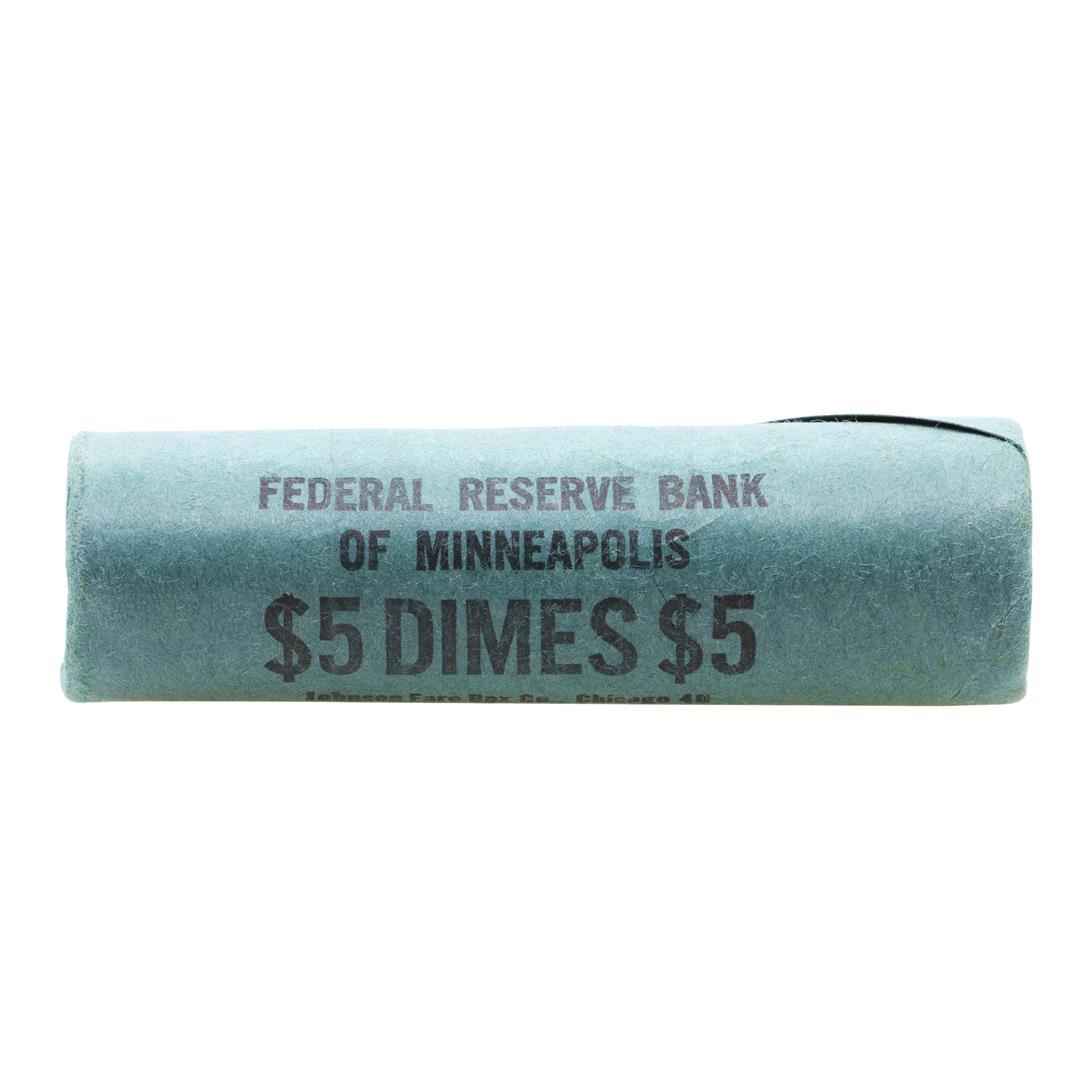 FEDERAL RESERVE BANK
OF MINNEAPOLIS
$5 DIMES $5
Johnson Fare Box Co., Chicago